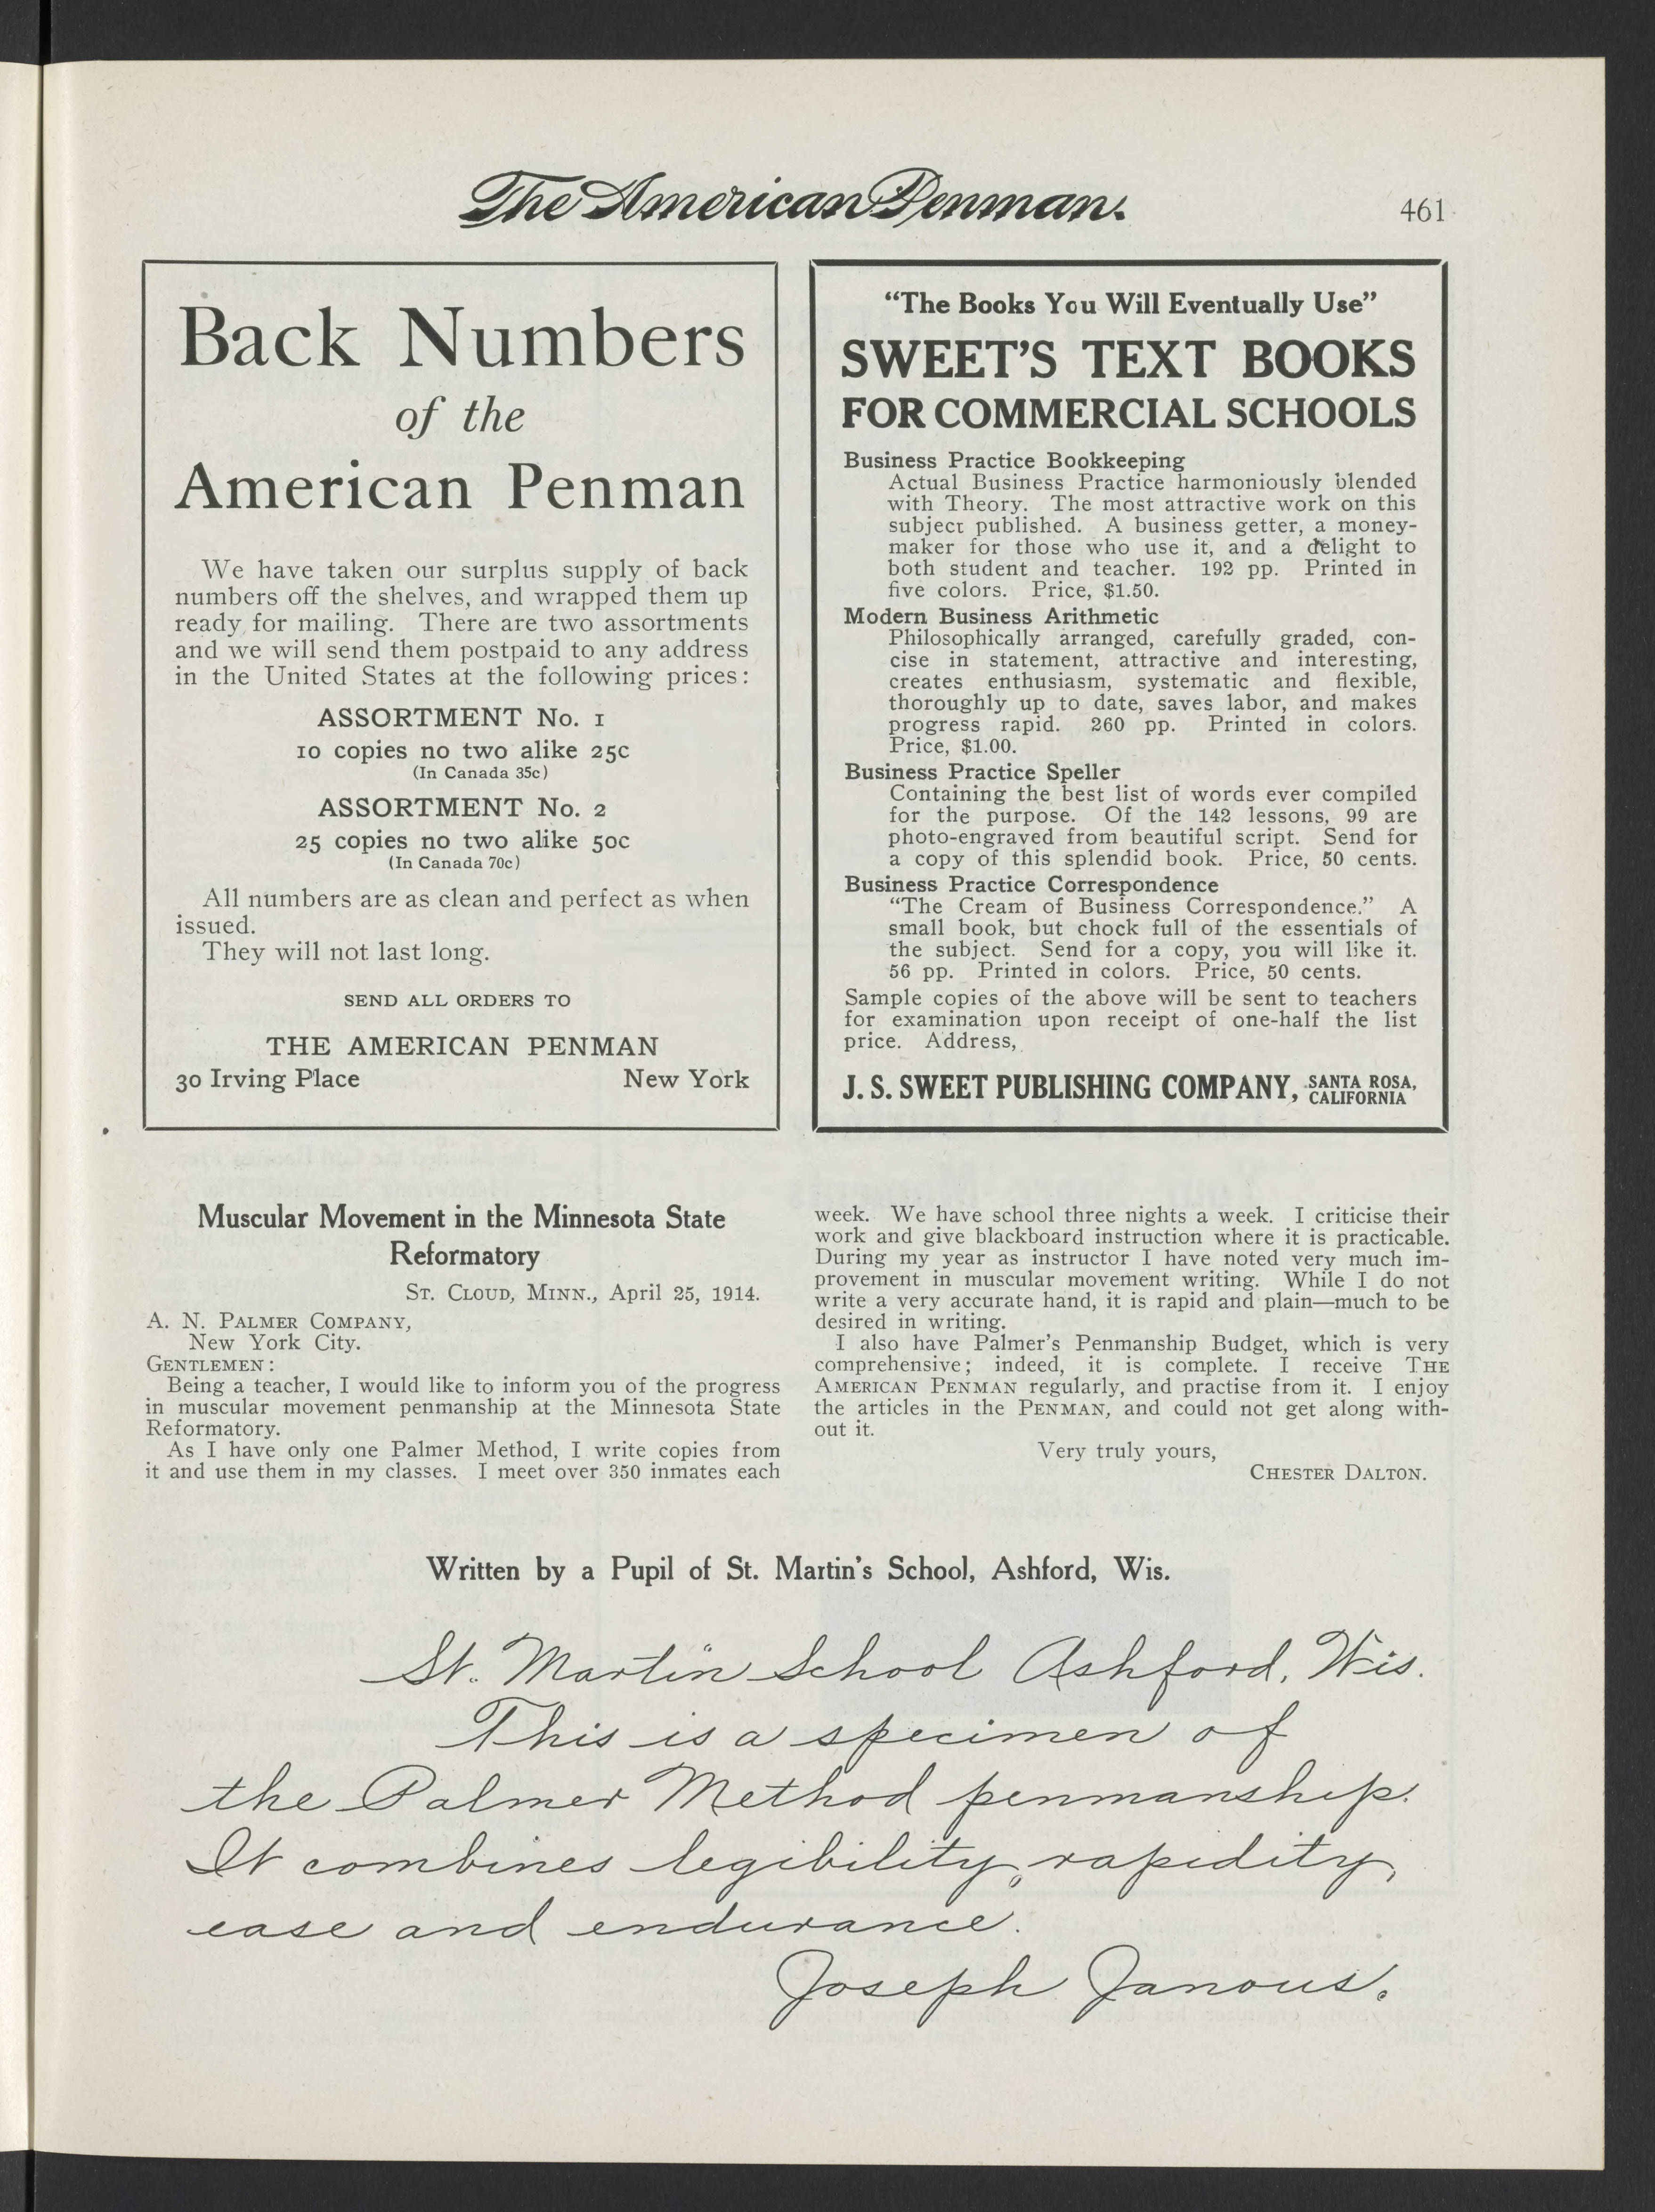 The American Penman.
461
Back Numbers
of the
American Penman
We have taken our surplus supply of back
numbers off the shelves, and wrapped them up
ready for mailing. There are two assortments
and we will send them postpaid to any address
in the United States at the following prices:
ASSORTMENT No. 1
10 copies no two alike 25c
(In Canada 35c)
ASSORTMENT No. 2
25 copies no two alike 50c
(In Canada 70c)
All numbers are as clean and perfect as when
issued.
They will not last long.
SEND ALL ORDERS TO
THE AMERICAN PENMAN
30 Irving Place New York
"The Books You Will Eventually Use"
SWEET'S TEXT BOOKS
FOR COMMERCIAL SCHOOLS
Business Practice Bookkeeping
Actual Business Practice harmoniously blended
with Theory. The most attractive work on this
subject published. A business getter, a money-
maker for those who use it, and a delight to
both student and teacher. 192 pp. Printed in
five colors. Price, $1.50.
Modern Business Arithmetic
Philosophically arranged, carefully graded, con-
cise in statement, attractive and interesting,
creates enthusiasm, systematic and flexible,
thoroughly up to date, saves labor, and makes
progress rapid. 260 pp. Printed in colors.
Price, $1.00.
Business Practice Speller
Containing the best list of words ever compiled
for the purpose. Of the 142 lessons, 99 are
photo-engraved from beautiful script. Send for
a copy of this splendid book. Price, 50 cents.
Business Practice Correspondence
"The Cream of Business Correspondence." A
small book, but chock full of the essentials of
the subject. Send for a copy, you will like it.
56 pp. Printed in colors. Price, 50 cents.
Sample copies of the above will be sent to teachers
for examination upon receipt of one-half the list
price. Address,
J. S. SWEET PUBLISHING COMPANY, SANTA ROSA,
CALIFORNIA
Muscular Movement in the Minnesota State
Reformatory
ST. CLOUD, MINN., April 25, 1914.
A. N. PALMER COMPANY,
New York City.
GENTLEMEN:
Being a teacher, I would like to inform you of the progress
in muscular movement penmanship at the Minnesota State
Reformatory.
As I have only one Palmer Method, I write copies from
it and use them in my classes. I meet over 350 inmates each
week. We have school three nights a week. I criticise their
work and give blackboard instruction where it is practicable.
During my year as instructor I have noted very much im-
provement in muscular movement writing. While I do not
write a very accurate hand, it is rapid and plain—much to be
desired in writing.
I also have Palmer's Penmanship Budget, which is very
comprehensive; indeed, it is complete. I receive THE
AMERICAN PENMAN regularly, and practise from it. I enjoy
the articles in the PENMAN, and could not get along with-
out it.
Very truly yours,
CHESTER DALTON.
Written by a Pupil of St. Martin's School, Ashford, Wis.
St. Martin School Ashford, Wis.
This is a specimen of
the Palmer Method penmanship.
It combines legibility, rapidity,
ease and endurance.
Joseph Janous.